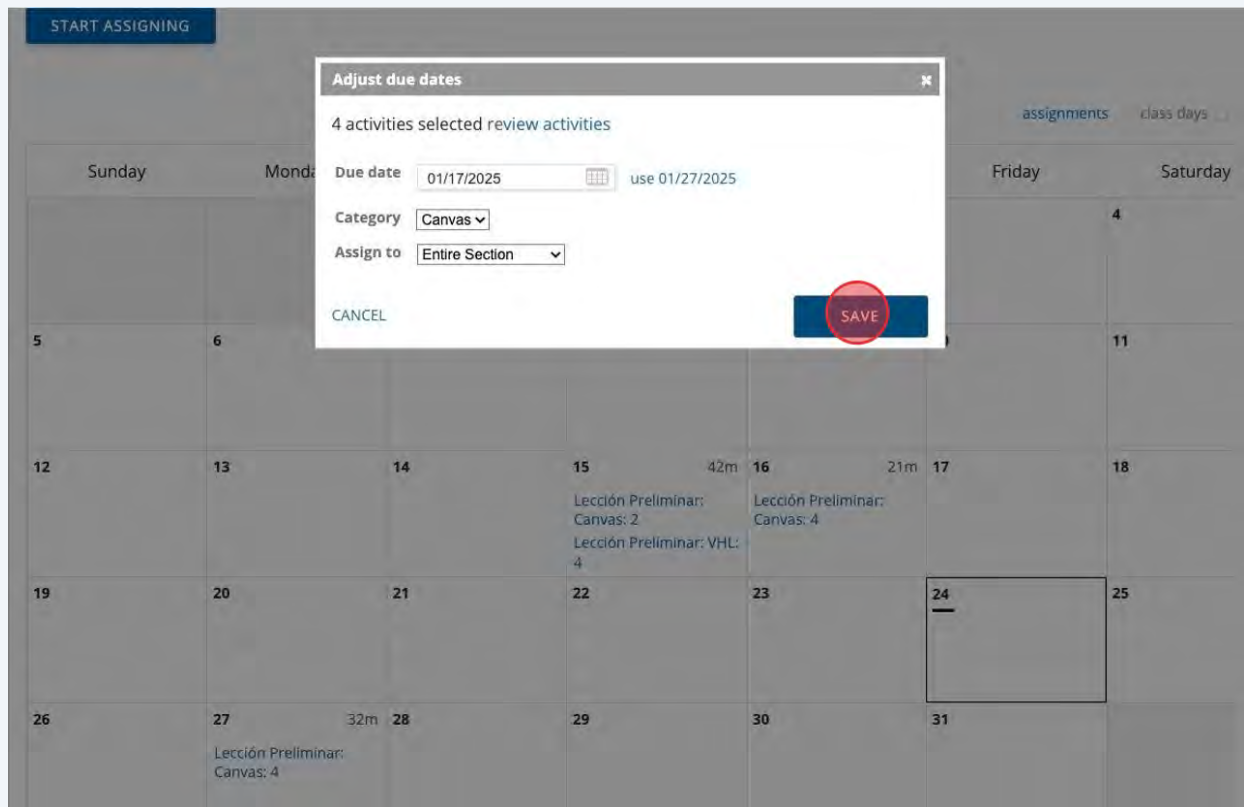 START ASSIGNING
Adjust due dates
4 activities selected review activities
assignments class days
Sunday Friday Saturday
Due date 01/17/2025 use 01/27/2025
Category Canvas
Assign to Entire Section
4
CANCEL SAVE
5 6 11
12 13 14 15 42m 16 21m 17 18
Lección Preliminar: Lección Preliminar:
Canvas: 2 Canvas: 4
Lección Preliminar: VHL:
4
19 20 21 22 23 24 25
26 27 32m 28 29 30 31
Lección Preliminar:
Canvas: 4